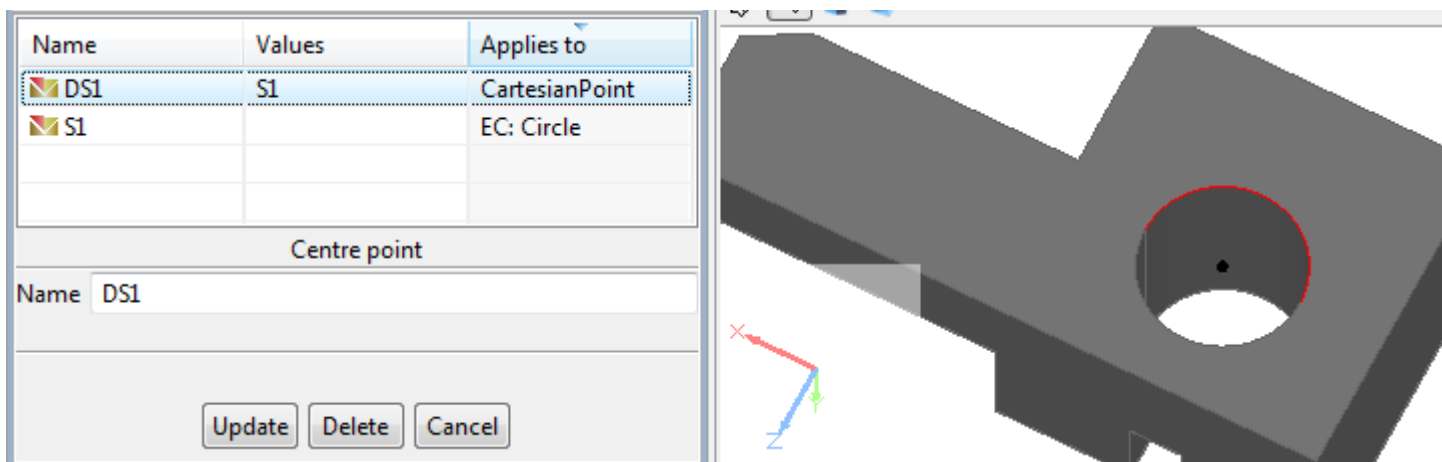 Name Values Applies to
DS1 S1 CartesianPoint
S1 EC: Circle
Centre point
Name DS1
Update Delete Cancel
X
Z